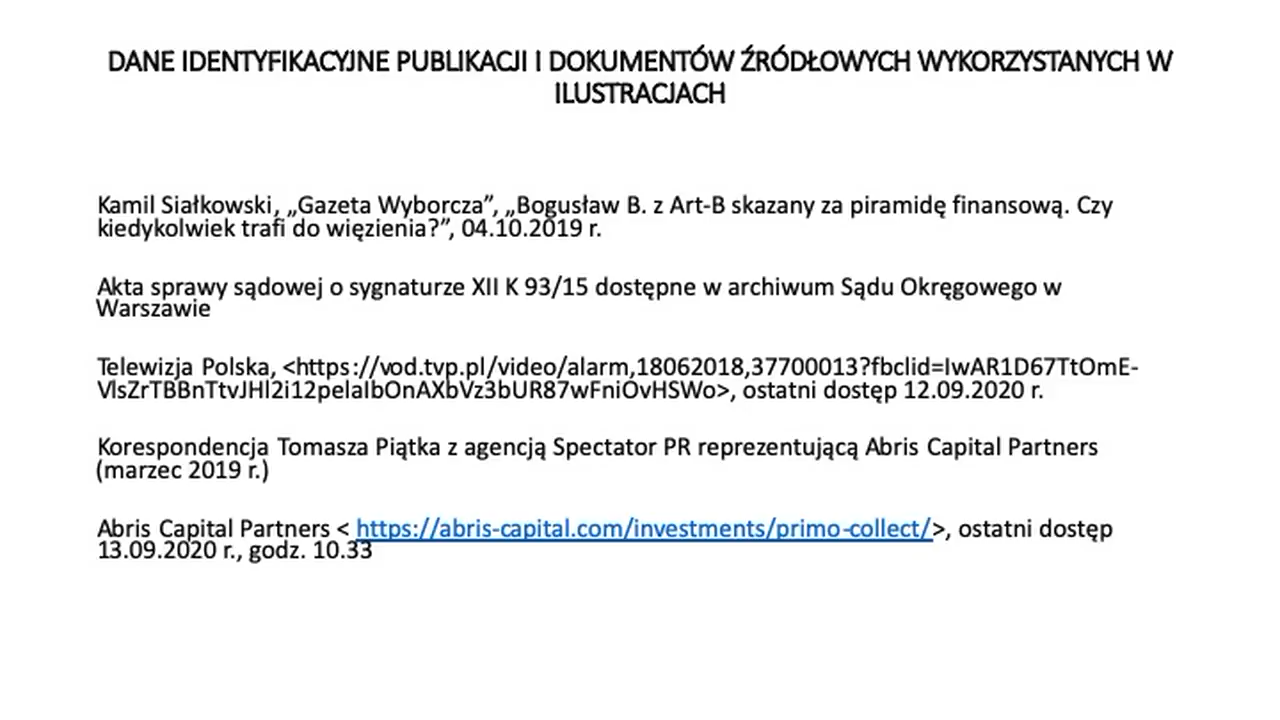 DANE IDENTYFIKACYJNE PUBLIKACJI I DOKUMENTÓW ŹRÓDŁOWYCH WYKORZYSTANYCH W
ILUSTRACJACH
Kamil Siałkowski, „Gazeta Wyborcza”, „Bogusław B. z Art-B skazany za piramidę finansową. Czy
kiedykolwiek trafi do więzienia?”, 04.10.2019 r.
Akta sprawy sądowej o sygnaturze XII K 93/15 dostępne w archiwum Sądu Okręgowego w
Warszawie
Telewizja Polska, <https://vod.tvp.pl/video/alarm,18062018,37700013?fbclid=IwAR1D67TtOmE-
VlsZrTBBnTtvJHl2i12pelaIbOnAXbVz3bUR87wFniOvHSWo>, ostatni dostęp 12.09.2020 r.
Korespondencja Tomasza Piątka z agencją Spectator PR reprezentującą Abris Capital Partners
(marzec 2019 r.)
Abris Capital Partners < https://abris-capital.com/investments/primo-collect/>, ostatni dostęp
13.09.2020 r., godz. 10.33